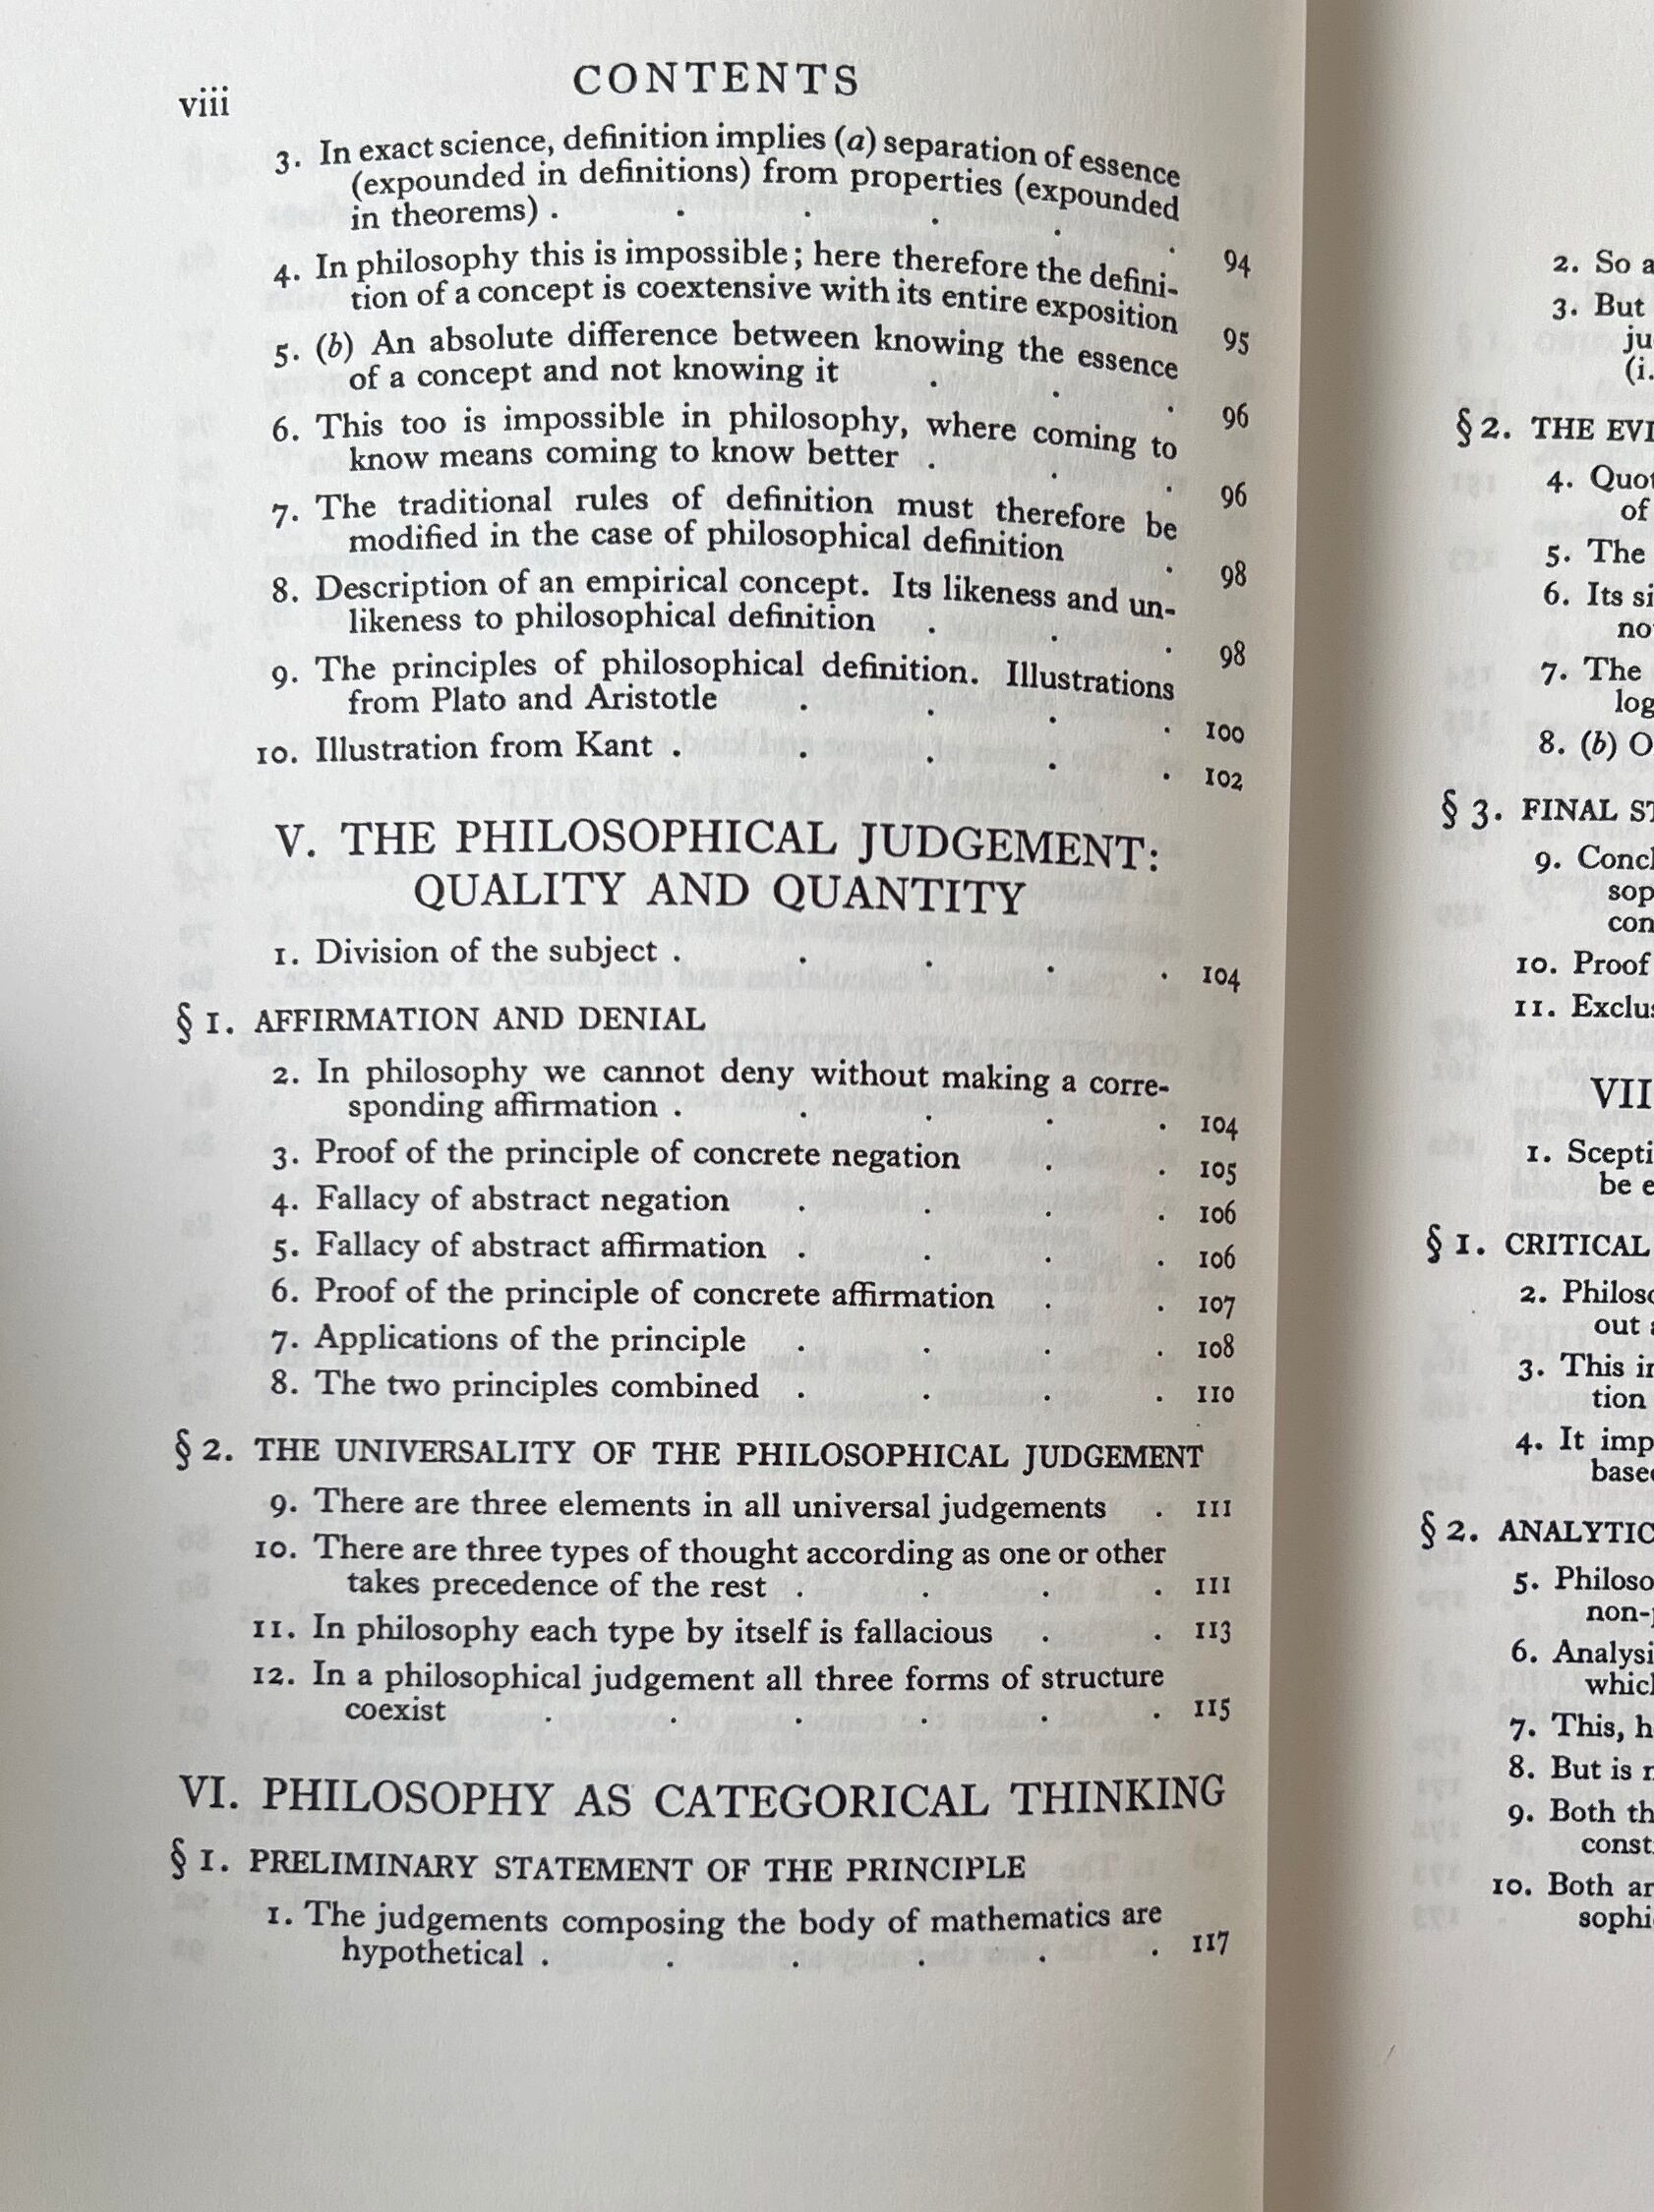 viii
CONTENTS
3. In exact science, definition implies (a) separation of essence
(expounded in definitions) from properties (expounded
in theorems) . . . . . . 94
4. In philosophy this is impossible; here therefore the defini-
tion of a concept is coextensive with its entire exposition 95
5. (b) An absolute difference between knowing the essence
of a concept and not knowing it . . . 96
6. This too is impossible in philosophy, where coming to
know means coming to know better . . . 96
7. The traditional rules of definition must therefore be
modified in the case of philosophical definition . 98
8. Description of an empirical concept. Its likeness and un-
likeness to philosophical definition . . . 98
9. The principles of philosophical definition. Illustrations
from Plato and Aristotle . . . . 100
10. Illustration from Kant . . . . . 102
V. THE PHILOSOPHICAL JUDGEMENT:
QUALITY AND QUANTITY
1. Division of the subject . . . . . 104
§ 1. AFFIRMATION AND DENIAL
2. In philosophy we cannot deny without making a corre-
sponding affirmation . . . . . 104
3. Proof of the principle of concrete negation . . 105
4. Fallacy of abstract negation . . . . 106
5. Fallacy of abstract affirmation . . . . 106
6. Proof of the principle of concrete affirmation . . 107
7. Applications of the principle . . . . 108
8. The two principles combined . . . . 110
§ 2. THE UNIVERSALITY OF THE PHILOSOPHICAL JUDGEMENT
9. There are three elements in all universal judgements . 111
10. There are three types of thought according as one or other
takes precedence of the rest . . . . 111
11. In philosophy each type by itself is fallacious . . 113
12. In a philosophical judgement all three forms of structure
coexist . . . . . . 115
VI. PHILOSOPHY AS CATEGORICAL THINKING
§ 1. PRELIMINARY STATEMENT OF THE PRINCIPLE
1. The judgements composing the body of mathematics are
hypothetical . . . . . . 117
2. So a
3. But
ju
(i.
§ 2. THE EVI
4. Quot
of
5. The
6. Its si
no
7. The
log
8. (b) O
§ 3. FINAL ST
9. Concl
sop
con
10. Proof
11. Exclus
VII
1. Scepti
be e
§ 1. CRITICAL
2. Philoso
out a
3. This in
tion
4. It imp
based
§ 2. ANALYTIC
5. Philoso
non-
6. Analysi
which
7. This, h
8. But is n
9. Both th
const
10. Both ar
sophi